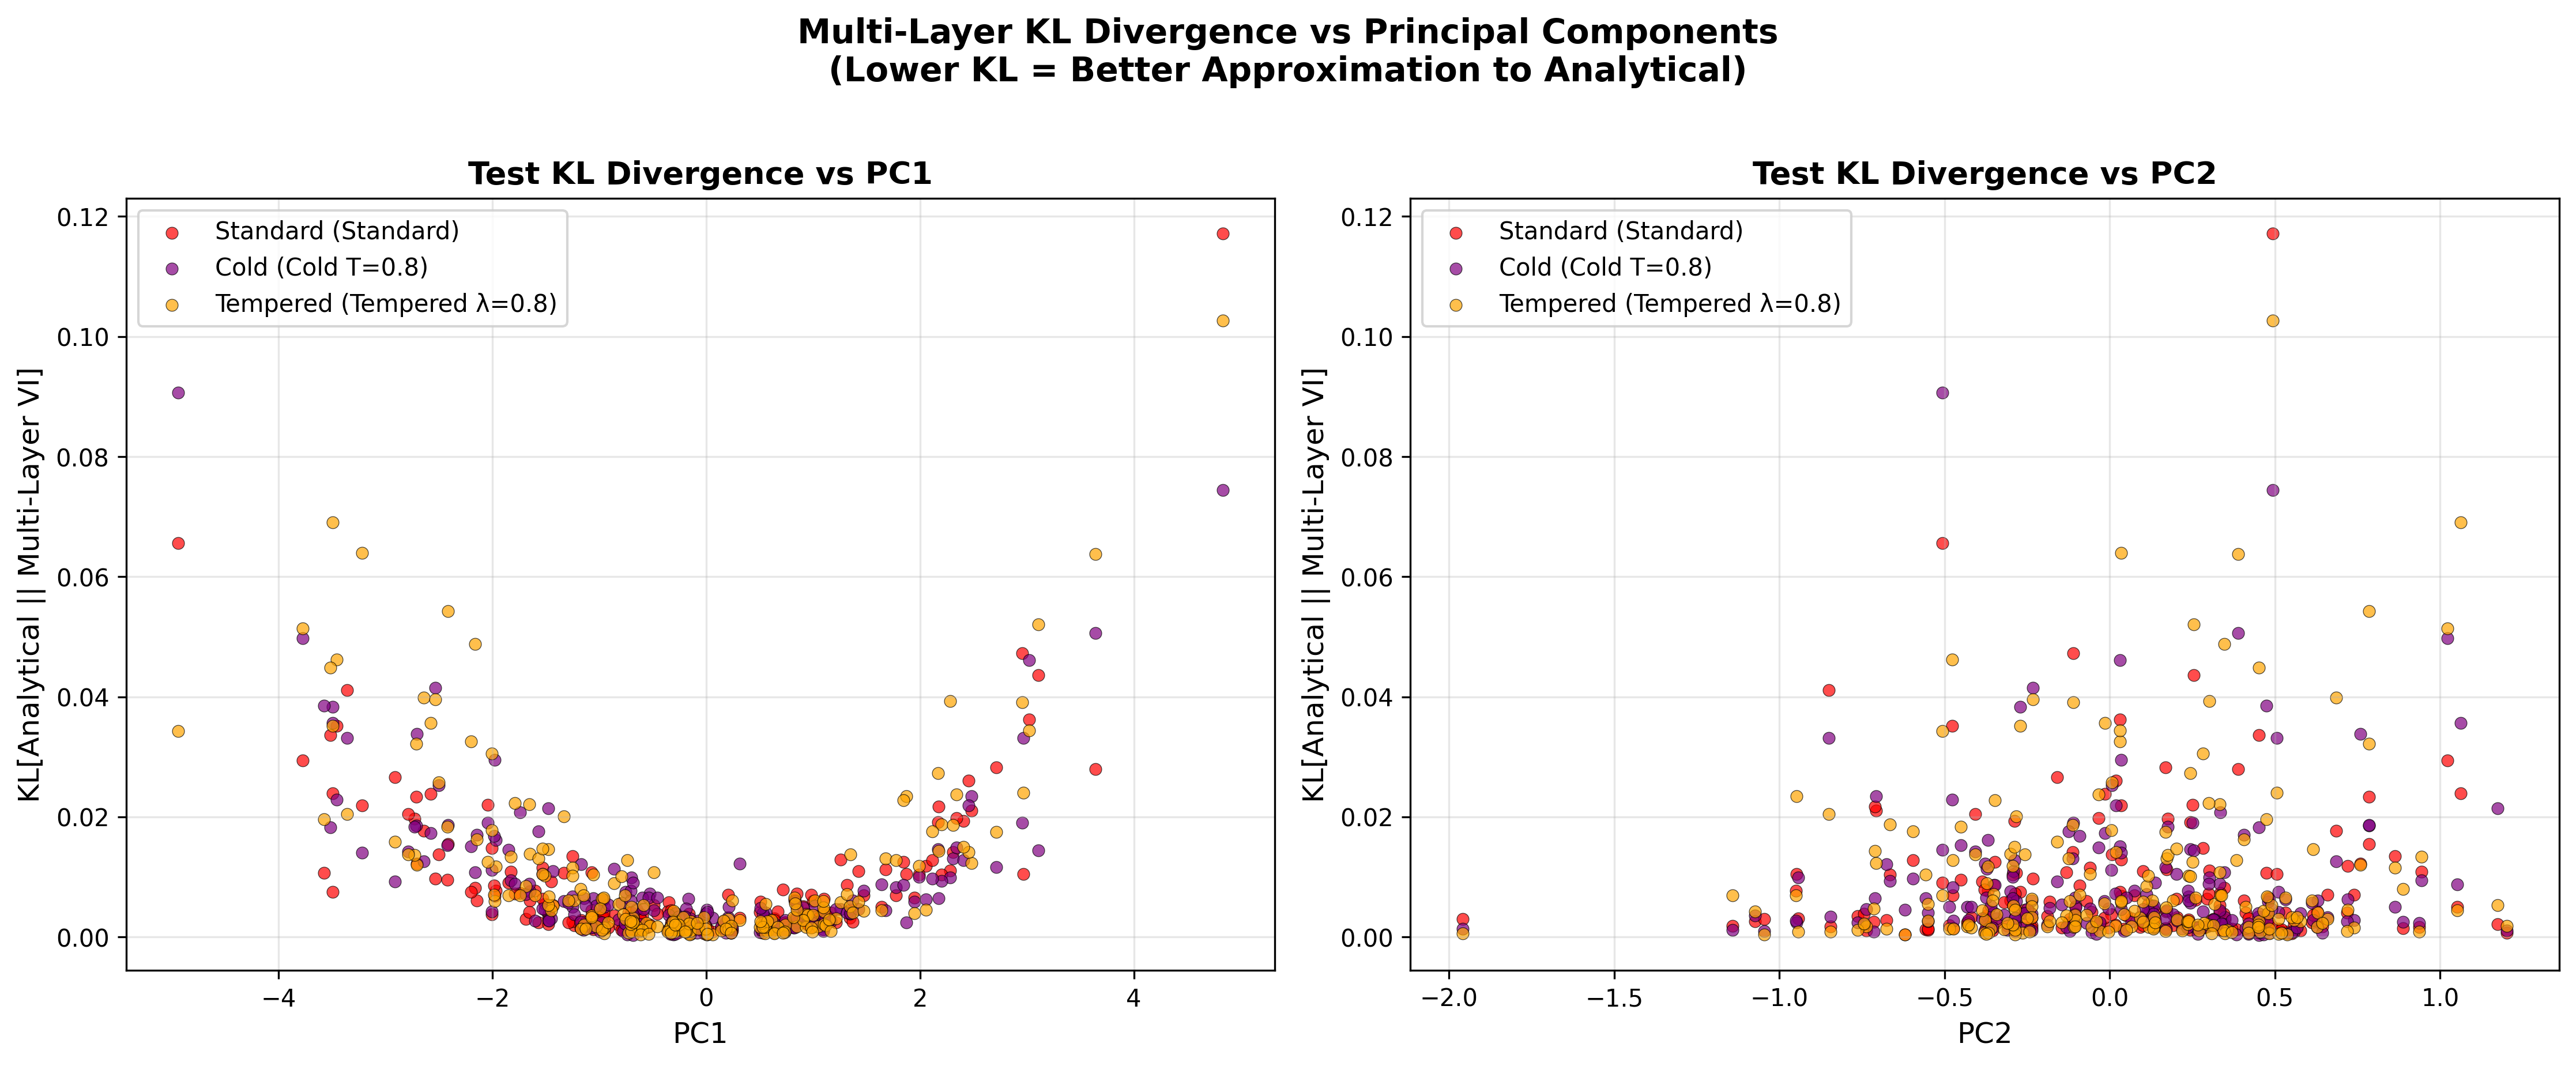 Multi-Layer KL Divergence vs Principal Components
(Lower KL = Better Approximation to Analytical)
Test KL Divergence vs PC1
KL[Analytical || Multi-Layer VI]
0.12
0.10
0.08
0.06
0.04
0.02
0.00
Standard (Standard)
Cold (Cold T=0.8)
Tempered (Tempered λ=0.8)
−4
−2
0
2
4
PC1
Test KL Divergence vs PC2
KL[Analytical || Multi-Layer VI]
0.12
0.10
0.08
0.06
0.04
0.02
0.00
Standard (Standard)
Cold (Cold T=0.8)
Tempered (Tempered λ=0.8)
−2.0
−1.5
−1.0
−0.5
0.0
0.5
1.0
PC2